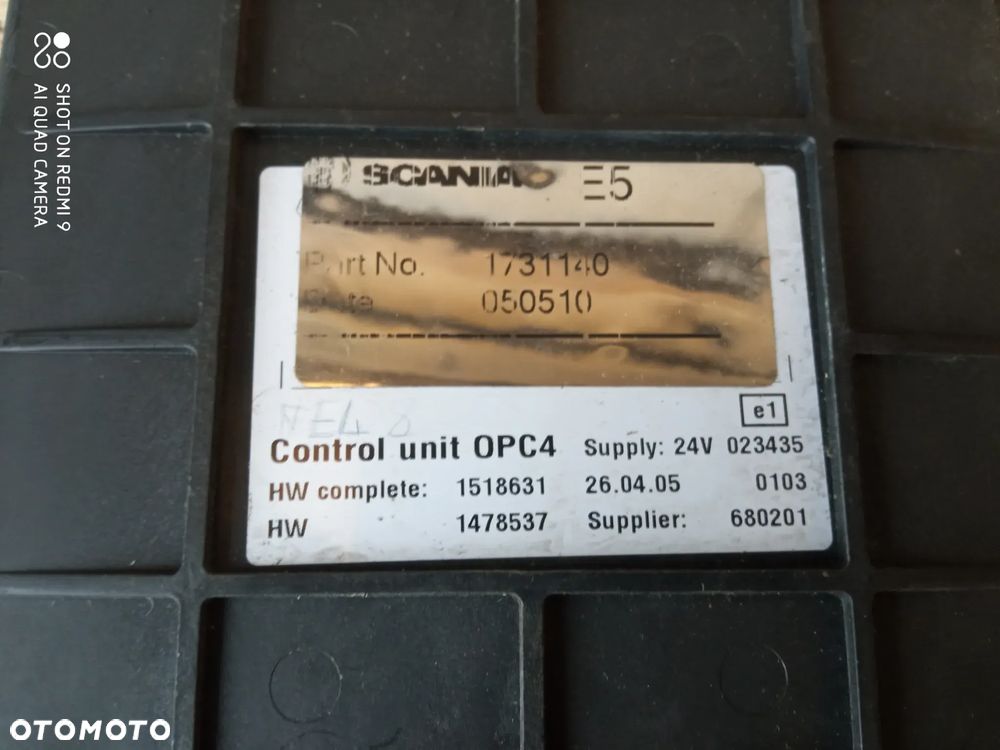 SHOT ON REDMI 9
AI QUAD CAMERA
SCANIA E5
Part No. 1731140
Date 050510
e1
Control unit OPC4 Supply: 24V 023435
HW complete: 1518631 26.04.05 0103
HW 1478537 Supplier: 680201
OTOMOTO